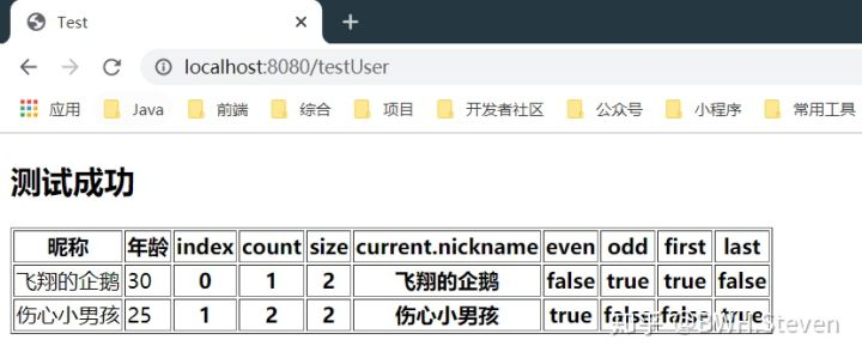 Test
localhost:8080/testUser
应用 Java 前端 综合 项目 开发者社区 公众号 小程序 常用工具
测试成功
昵称 年龄 index count size current.nickname even odd first last
飞翔的企鹅 30 0 1 2 飞翔的企鹅 false true true false
伤心小男孩 25 1 2 2 伤心小男孩 true false false true
知乎 @BWH.Steven